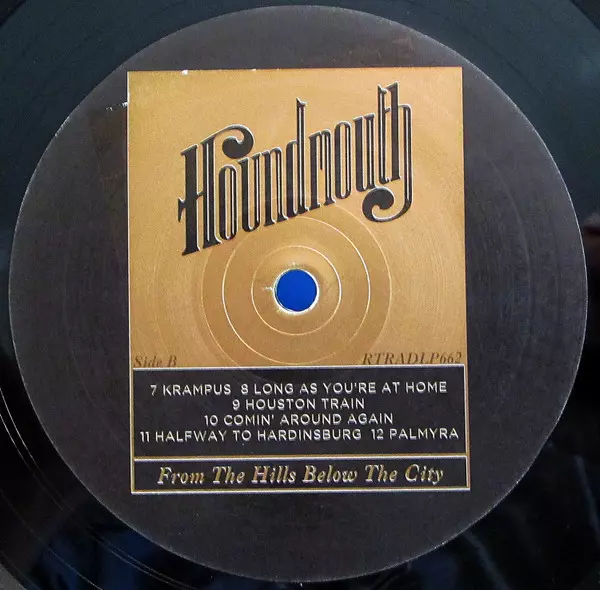 Houndmouth
Side B RTRADLP662
7 KRAMPUS 8 LONG AS YOU'RE AT HOME
9 HOUSTON TRAIN
10 COMIN' AROUND AGAIN
11 HALFWAY TO HARDINSBURG 12 PALMYRA
From The Hills Below The City